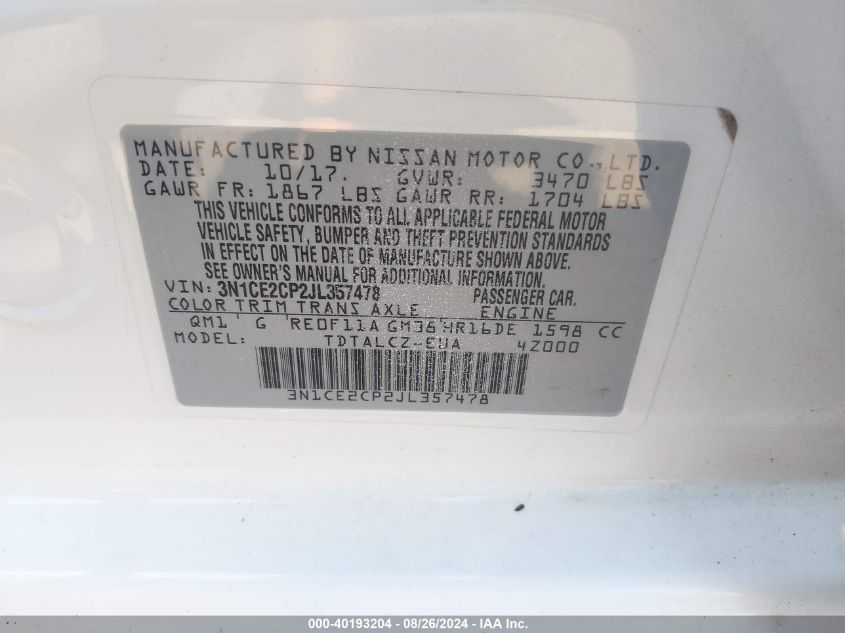 MANUFACTURED BY NISSAN MOTOR CO., LTD.
DATE: 10/17. GVWR: 3470 LBS
GAWR FR: 1867 LBS GAWR RR: 1704 LBS
THIS VEHICLE CONFORMS TO ALL APPLICABLE FEDERAL MOTOR
VEHICLE SAFETY, BUMPER AND THEFT PREVENTION STANDARDS
IN EFFECT ON THE DATE OF MANUFACTURE SHOWN ABOVE.
SEE OWNER'S MANUAL FOR ADDITIONAL INFORMATION.
VIN: 3N1CE2CP2JL357478 PASSENGER CAR.
COLOR TRIM TRANS AXLE ENGINE
QM1 G RE0F11A GM38 HR16DE 1598 CC
MODEL: TDTALCZ-EUA 4Z000
3N1CE2CP2JL357478
000-40193204 - 08/26/2024 - IAA Inc.